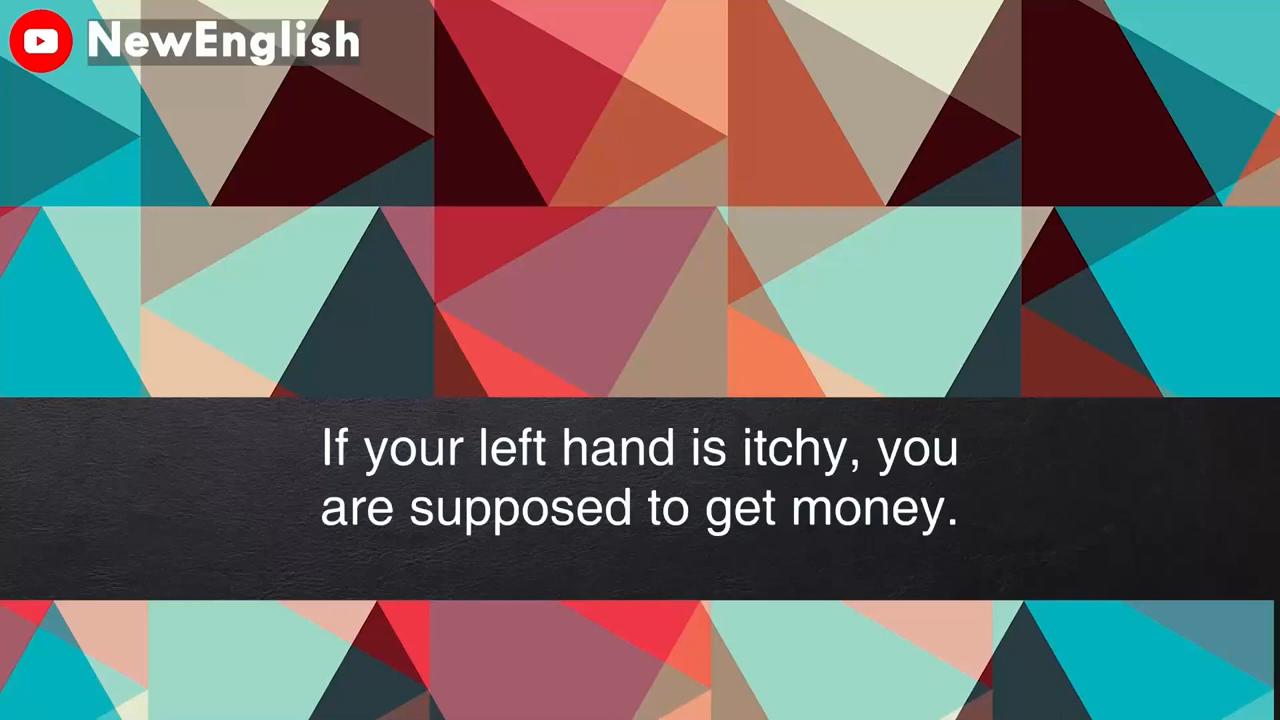 NewEnglish
If your left hand is itchy, you
are supposed to get money.